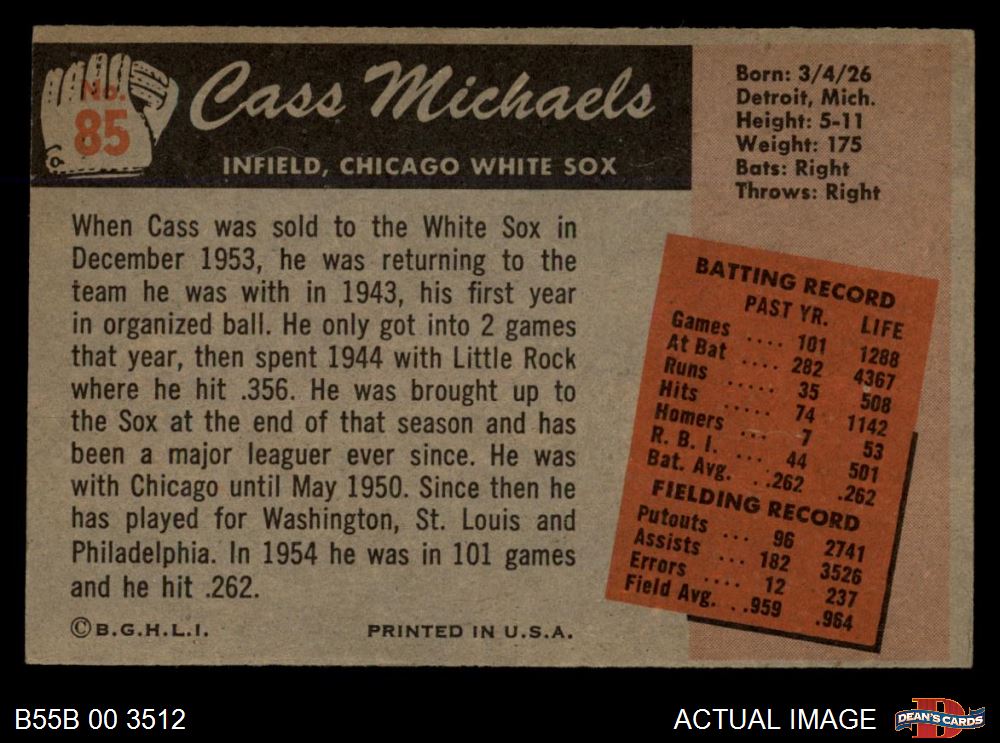 No.
85
Cass Michaels
INFIELD, CHICAGO WHITE SOX
Born: 3/4/26
Detroit, Mich.
Height: 5-11
Weight: 175
Bats: Right
Throws: Right
When Cass was sold to the White Sox in
December 1953, he was returning to the
team he was with in 1943, his first year
in organized ball. He only got into 2 games
that year, then spent 1944 with Little Rock
where he hit .356. He was brought up to
the Sox at the end of that season and has
been a major leaguer ever since. He was
with Chicago until May 1950. Since then he
has played for Washington, St. Louis and
Philadelphia. In 1954 he was in 101 games
and he hit .262.
©B.G.H.L.I. PRINTED IN U.S.A.
BATTING RECORD
PAST YR. LIFE
Games .... 101 1288
At Bat .... 282 4367
Runs ..... 35 508
Hits ..... 74 1142
Homers ... 7 53
R. B. I. ... 44 501
Bat. Avg. ..262 .262
FIELDING RECORD
Putouts ... 96 2741
Assists ... 182 3526
Errors .... 12 237
Field Avg. ..959 .964
B55B 00 3512
ACTUAL IMAGE
DEAN'S CARDS